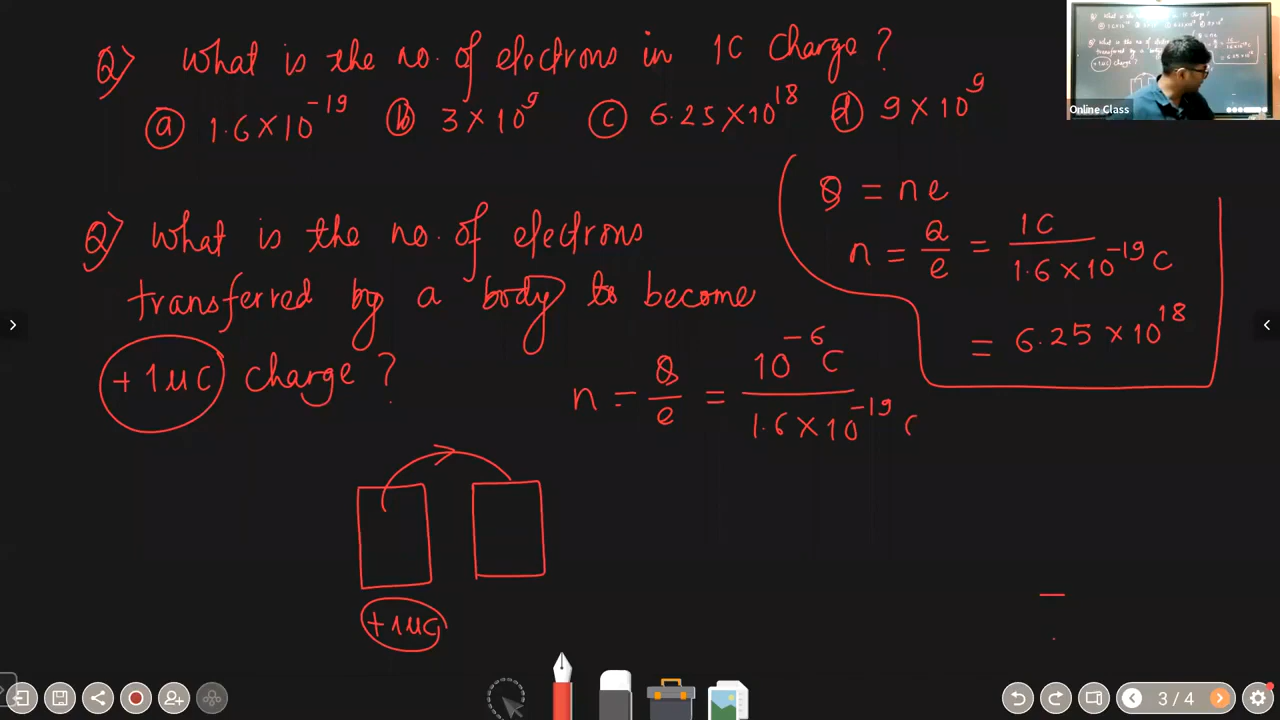 Q) What is the no. of electrons in 1C charge?
(a) 1.6×10^-19 (b) 3×10^9 (c) 6.25×10^18 (d) 9×10^9
Q = ne
n = Q/e = 1C / 1.6×10^-19 C
= 6.25×10^18
Q) What is the no. of electrons
transferred by a body to become
+1μC charge?
n = Q/e = 10^-6 C / 1.6×10^-19 C
+1μC
Online Class
3/4